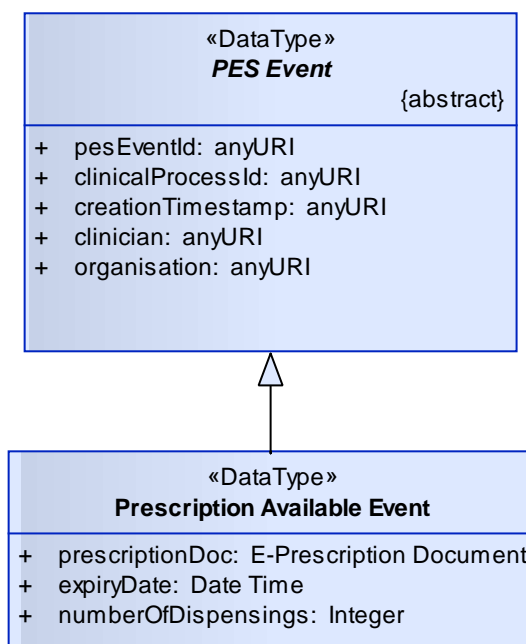 «DataType»
PES Event
{abstract}
+ pesEventId: anyURI
+ clinicalProcessId: anyURI
+ creationTimestamp: anyURI
+ clinician: anyURI
+ organisation: anyURI
«DataType»
Prescription Available Event
+ prescriptionDoc: E-Prescription Document
+ expiryDate: Date Time
+ numberOfDispensings: Integer